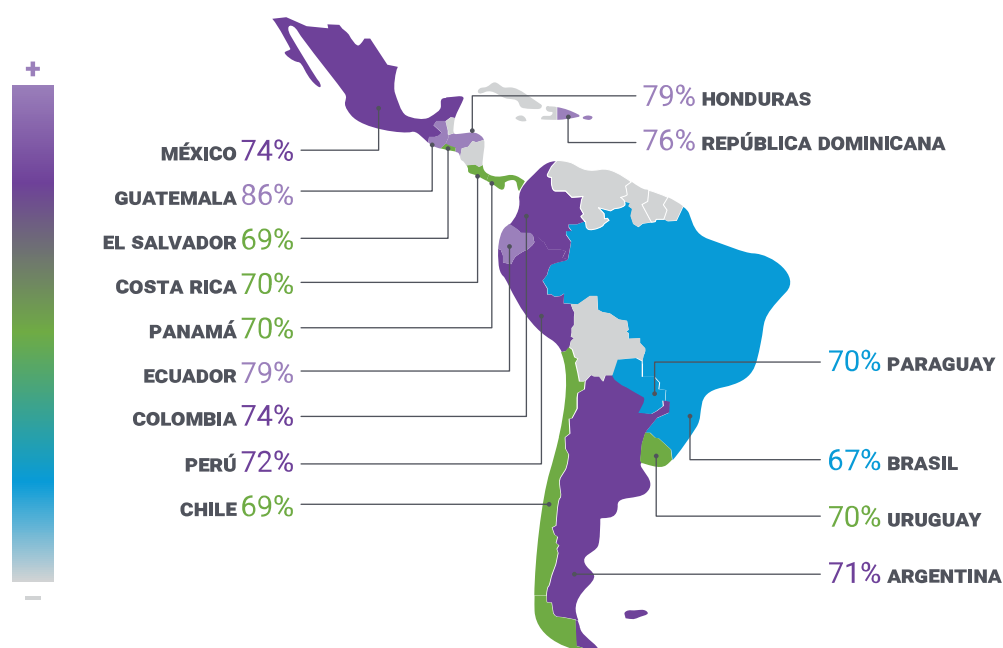 +
79% HONDURAS
76% REPÚBLICA DOMINICANA
MÉXICO 74%
GUATEMALA 86%
EL SALVADOR 69%
COSTA RICA 70%
PANAMÁ 70%
ECUADOR 79%
COLOMBIA 74%
PERÚ 72%
CHILE 69%
70% PARAGUAY
67% BRASIL
70% URUGUAY
71% ARGENTINA
−